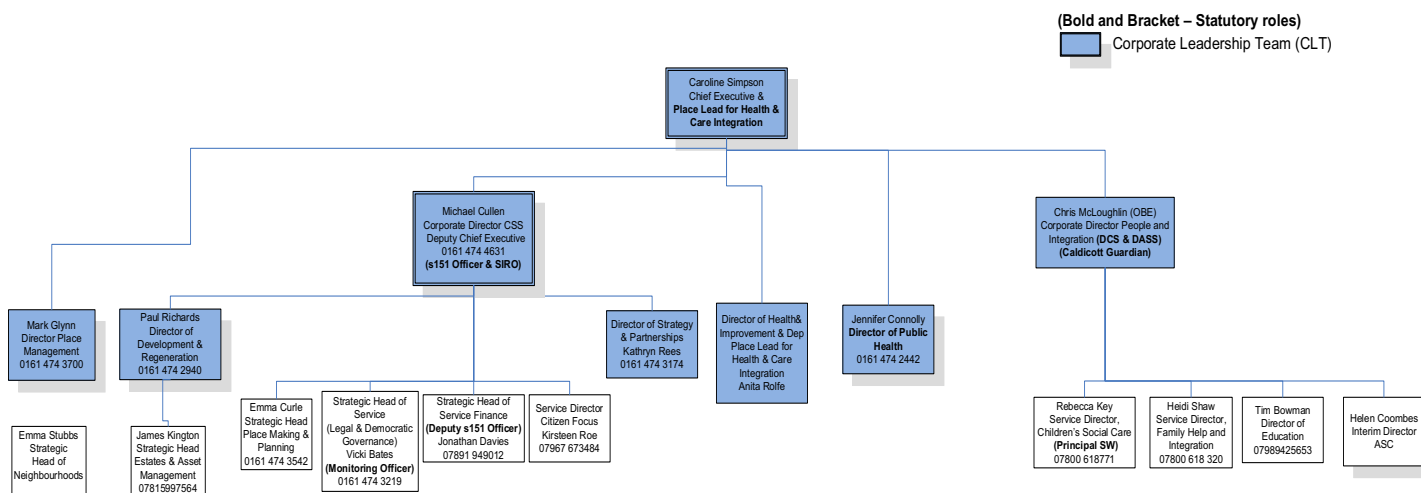 (Bold and Bracket – Statutory roles)
Corporate Leadership Team (CLT)
Caroline Simpson
Chief Executive &
Place Lead for Health &
Care Integration
Michael Cullen
Corporate Director CSS
Deputy Chief Executive
0161 474 4631
(s151 Officer & SIRO)
Chris McLoughlin (OBE)
Corporate Director People and
Integration (DCS & DASS)
(Caldicott Guardian)
Mark Glynn
Director Place
Management
0161 474 3700
Paul Richards
Director of
Development &
Regeneration
0161 474 2940
Director of Strategy
& Partnerships
Kathryn Rees
0161 474 3174
Director of Health&
Improvement & Dep
Place Lead for
Health & Care
Integration
Anita Rolfe
Jennifer Connolly
Director of Public
Health
0161 474 2442
Emma Stubbs
Strategic
Head of
Neighbourhoods
James Kington
Strategic Head
Estates & Asset
Management
07815997564
Emma Curle
Strategic Head
Place Making &
Planning
0161 474 3542
Strategic Head of
Service
(Legal & Democratic
Governance)
Vicki Bates
(Monitoring Officer)
0161 474 3219
Strategic Head of
Service Finance
(Deputy s151 Officer)
Jonathan Davies
07891 949012
Service Director
Citizen Focus
Kirsteen Roe
07967 673484
Rebecca Key
Service Director,
Children's Social Care
(Principal SW)
07800 618771
Heidi Shaw
Service Director,
Family Help and
Integration
07800 618 320
Tim Bowman
Director of
Education
07989425653
Helen Coombes
Interim Director
ASC